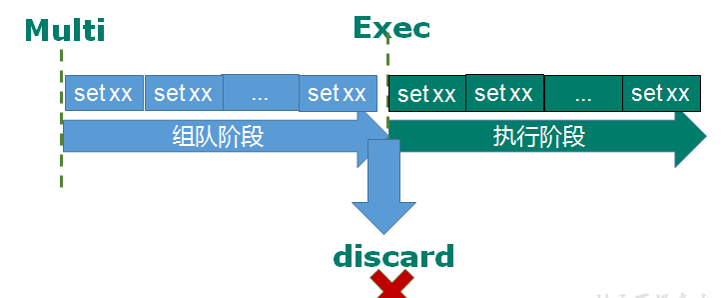 Multi
Exec
set xx set xx ... set xx set xx set xx ... set xx
组队阶段 执行阶段
discard